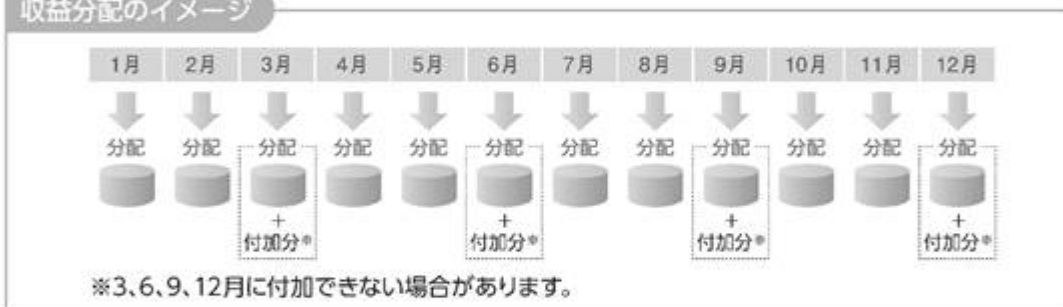 収益分配のイメージ
1月 2月 3月 4月 5月 6月 7月 8月 9月 10月 11月 12月
分配 分配 分配 分配 分配 分配 分配 分配 分配 分配 分配 分配
+ + + +
付加分※ 付加分※ 付加分※ 付加分※
※3、6、9、12月に付加できない場合があります。